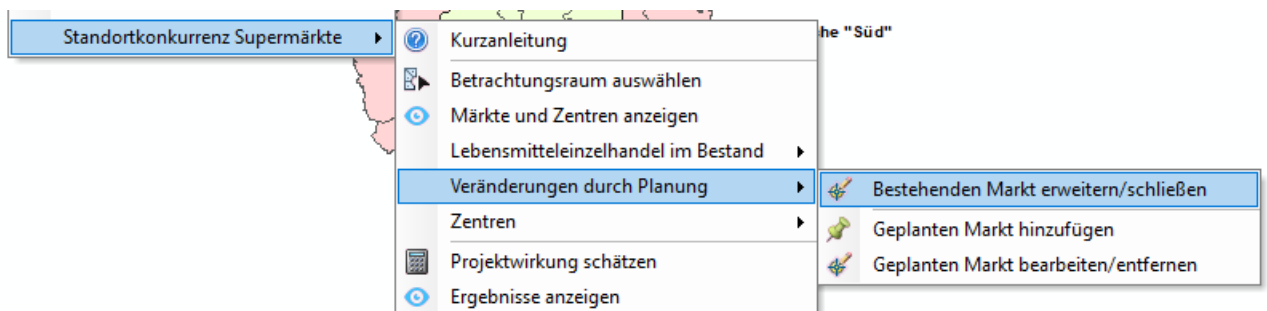 Standortkonkurrenz Supermärkte
Kurzanleitung
he "Süd"
Betrachtungsraum auswählen
Märkte und Zentren anzeigen
Lebensmitteleinzelhandel im Bestand
Veränderungen durch Planung
Bestehenden Markt erweitern/schließen
Zentren
Geplanten Markt hinzufügen
Projektwirkung schätzen
Geplanten Markt bearbeiten/entfernen
Ergebnisse anzeigen